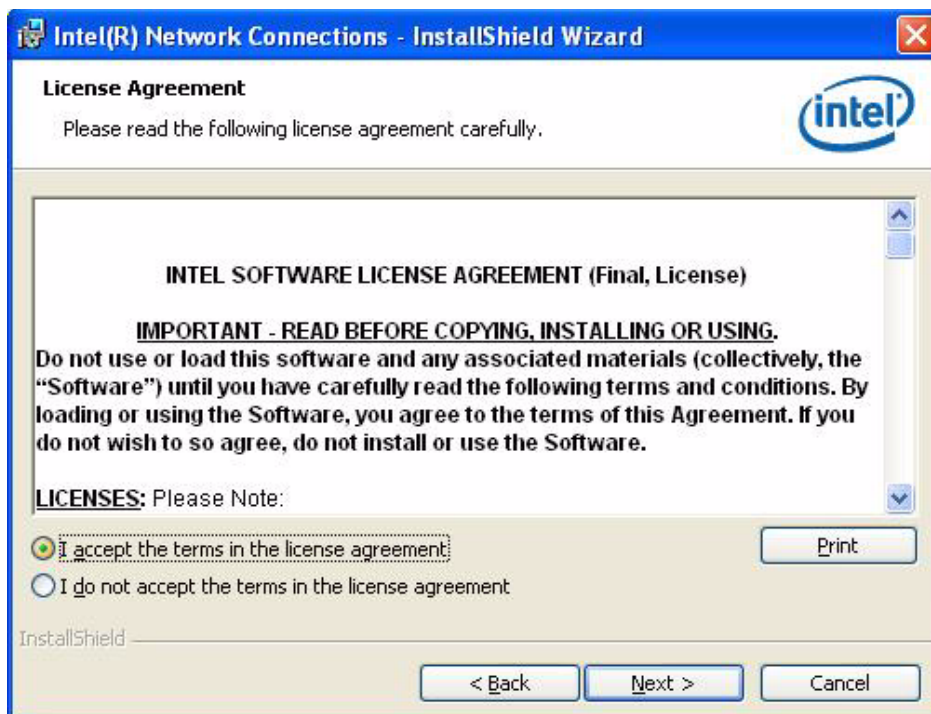 Intel(R) Network Connections - InstallShield Wizard
License Agreement
Please read the following license agreement carefully.
intel
INTEL SOFTWARE LICENSE AGREEMENT (Final, License)
IMPORTANT - READ BEFORE COPYING, INSTALLING OR USING.
Do not use or load this software and any associated materials (collectively, the
“Software”) until you have carefully read the following terms and conditions. By
loading or using the Software, you agree to the terms of this Agreement. If you
do not wish to so agree, do not install or use the Software.
LICENSES: Please Note:
I accept the terms in the license agreement
Print
I do not accept the terms in the license agreement
InstallShield
< Back
Next >
Cancel